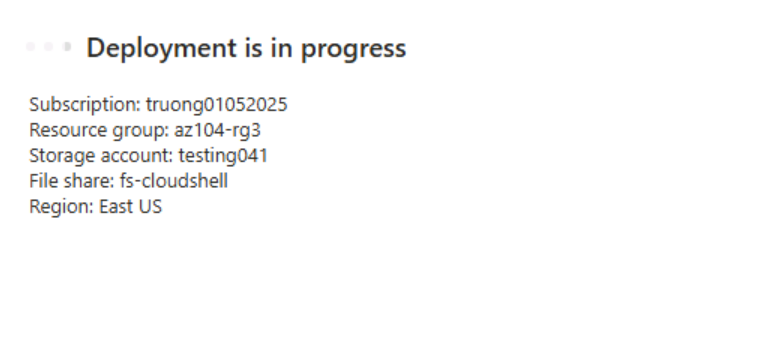 Deployment is in progress
Subscription: truong01052025
Resource group: az104-rg3
Storage account: testing041
File share: fs-cloudshell
Region: East US